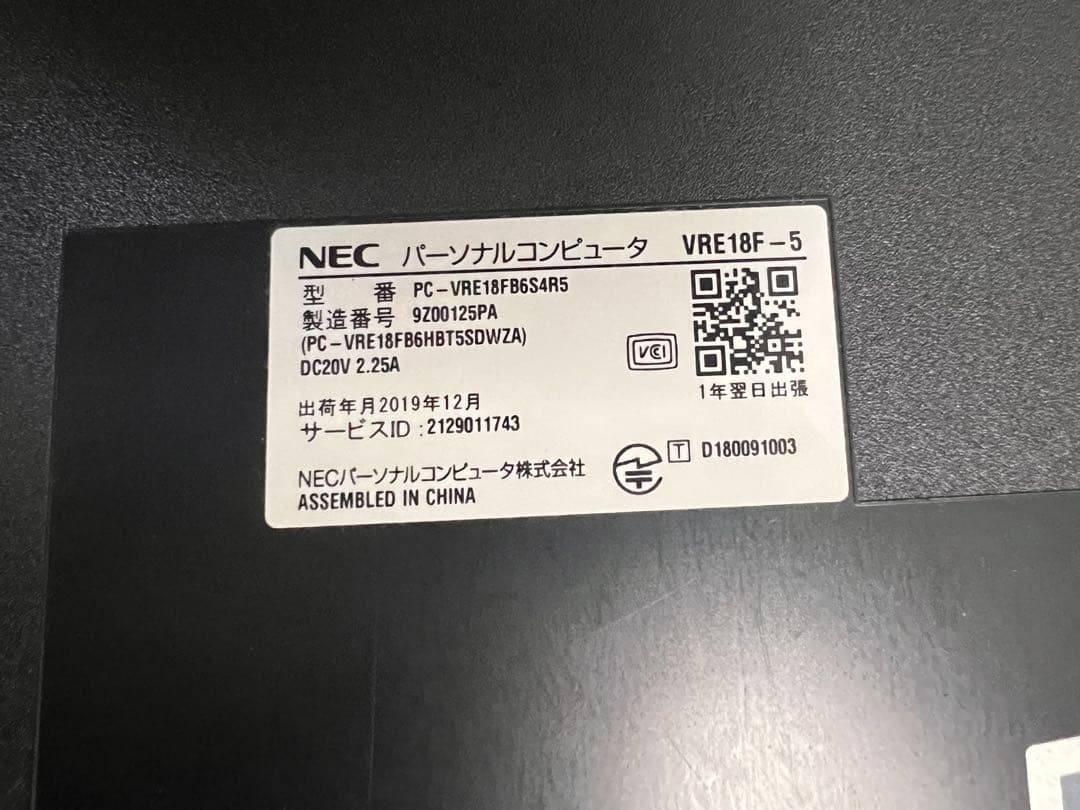 NEC パーソナルコンピュータ VRE18F-5
型 番 PC-VRE18FB6S4R5
製造番号 9Z00125PA
(PC-VRE18FB6HBT5SDWZA)
DC20V 2.25A
VCI
1年翌日出張
出荷年月2019年12月
サービスID:2129011743
T D180091003
NECパーソナルコンピュータ株式会社
ASSEMBLED IN CHINA